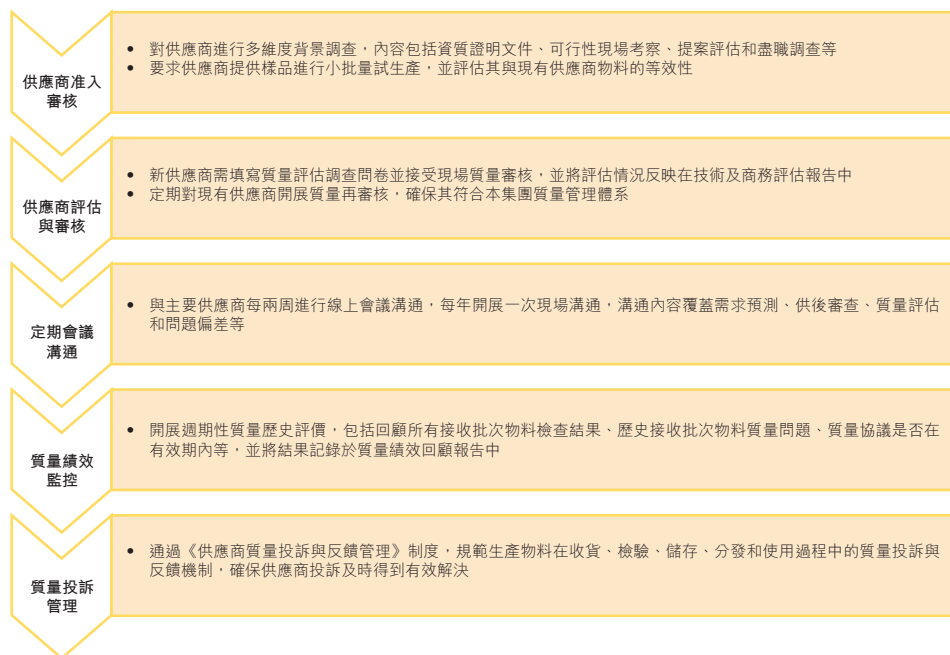 供應商准入
審核
• 對供應商進行多維度背景調查，內容包括資質證明文件、可行性現場考察、提案評估和盡職調查等
• 要求供應商提供樣品進行小批量試生產，並評估其與現有供應商物料的等效性
供應商評估
與審核
• 新供應商需填寫質量評估調查問卷並接受現場質量審核，並將評估情況反映在技術及商務評估報告中
• 定期對現有供應商開展質量再審核，確保其符合本集團質量管理體系
定期會議
溝通
• 與主要供應商每兩周進行線上會議溝通，每年開展一次現場溝通，溝通內容覆蓋需求預測、供後審查、質量評估
和問題偏差等
質量績效
監控
• 開展週期性質量歷史評價，包括回顧所有接收批次物料檢查結果、歷史接收批次物料質量問題、質量協議是否在
有效期內等，並將結果記錄於質量績效回顧報告中
質量投訴
管理
• 通過《供應商質量投訴與反饋管理》制度，規範生產物料在收貨、檢驗、儲存、分發和使用過程中的質量投訴與
反饋機制，確保供應商投訴及時得到有效解決